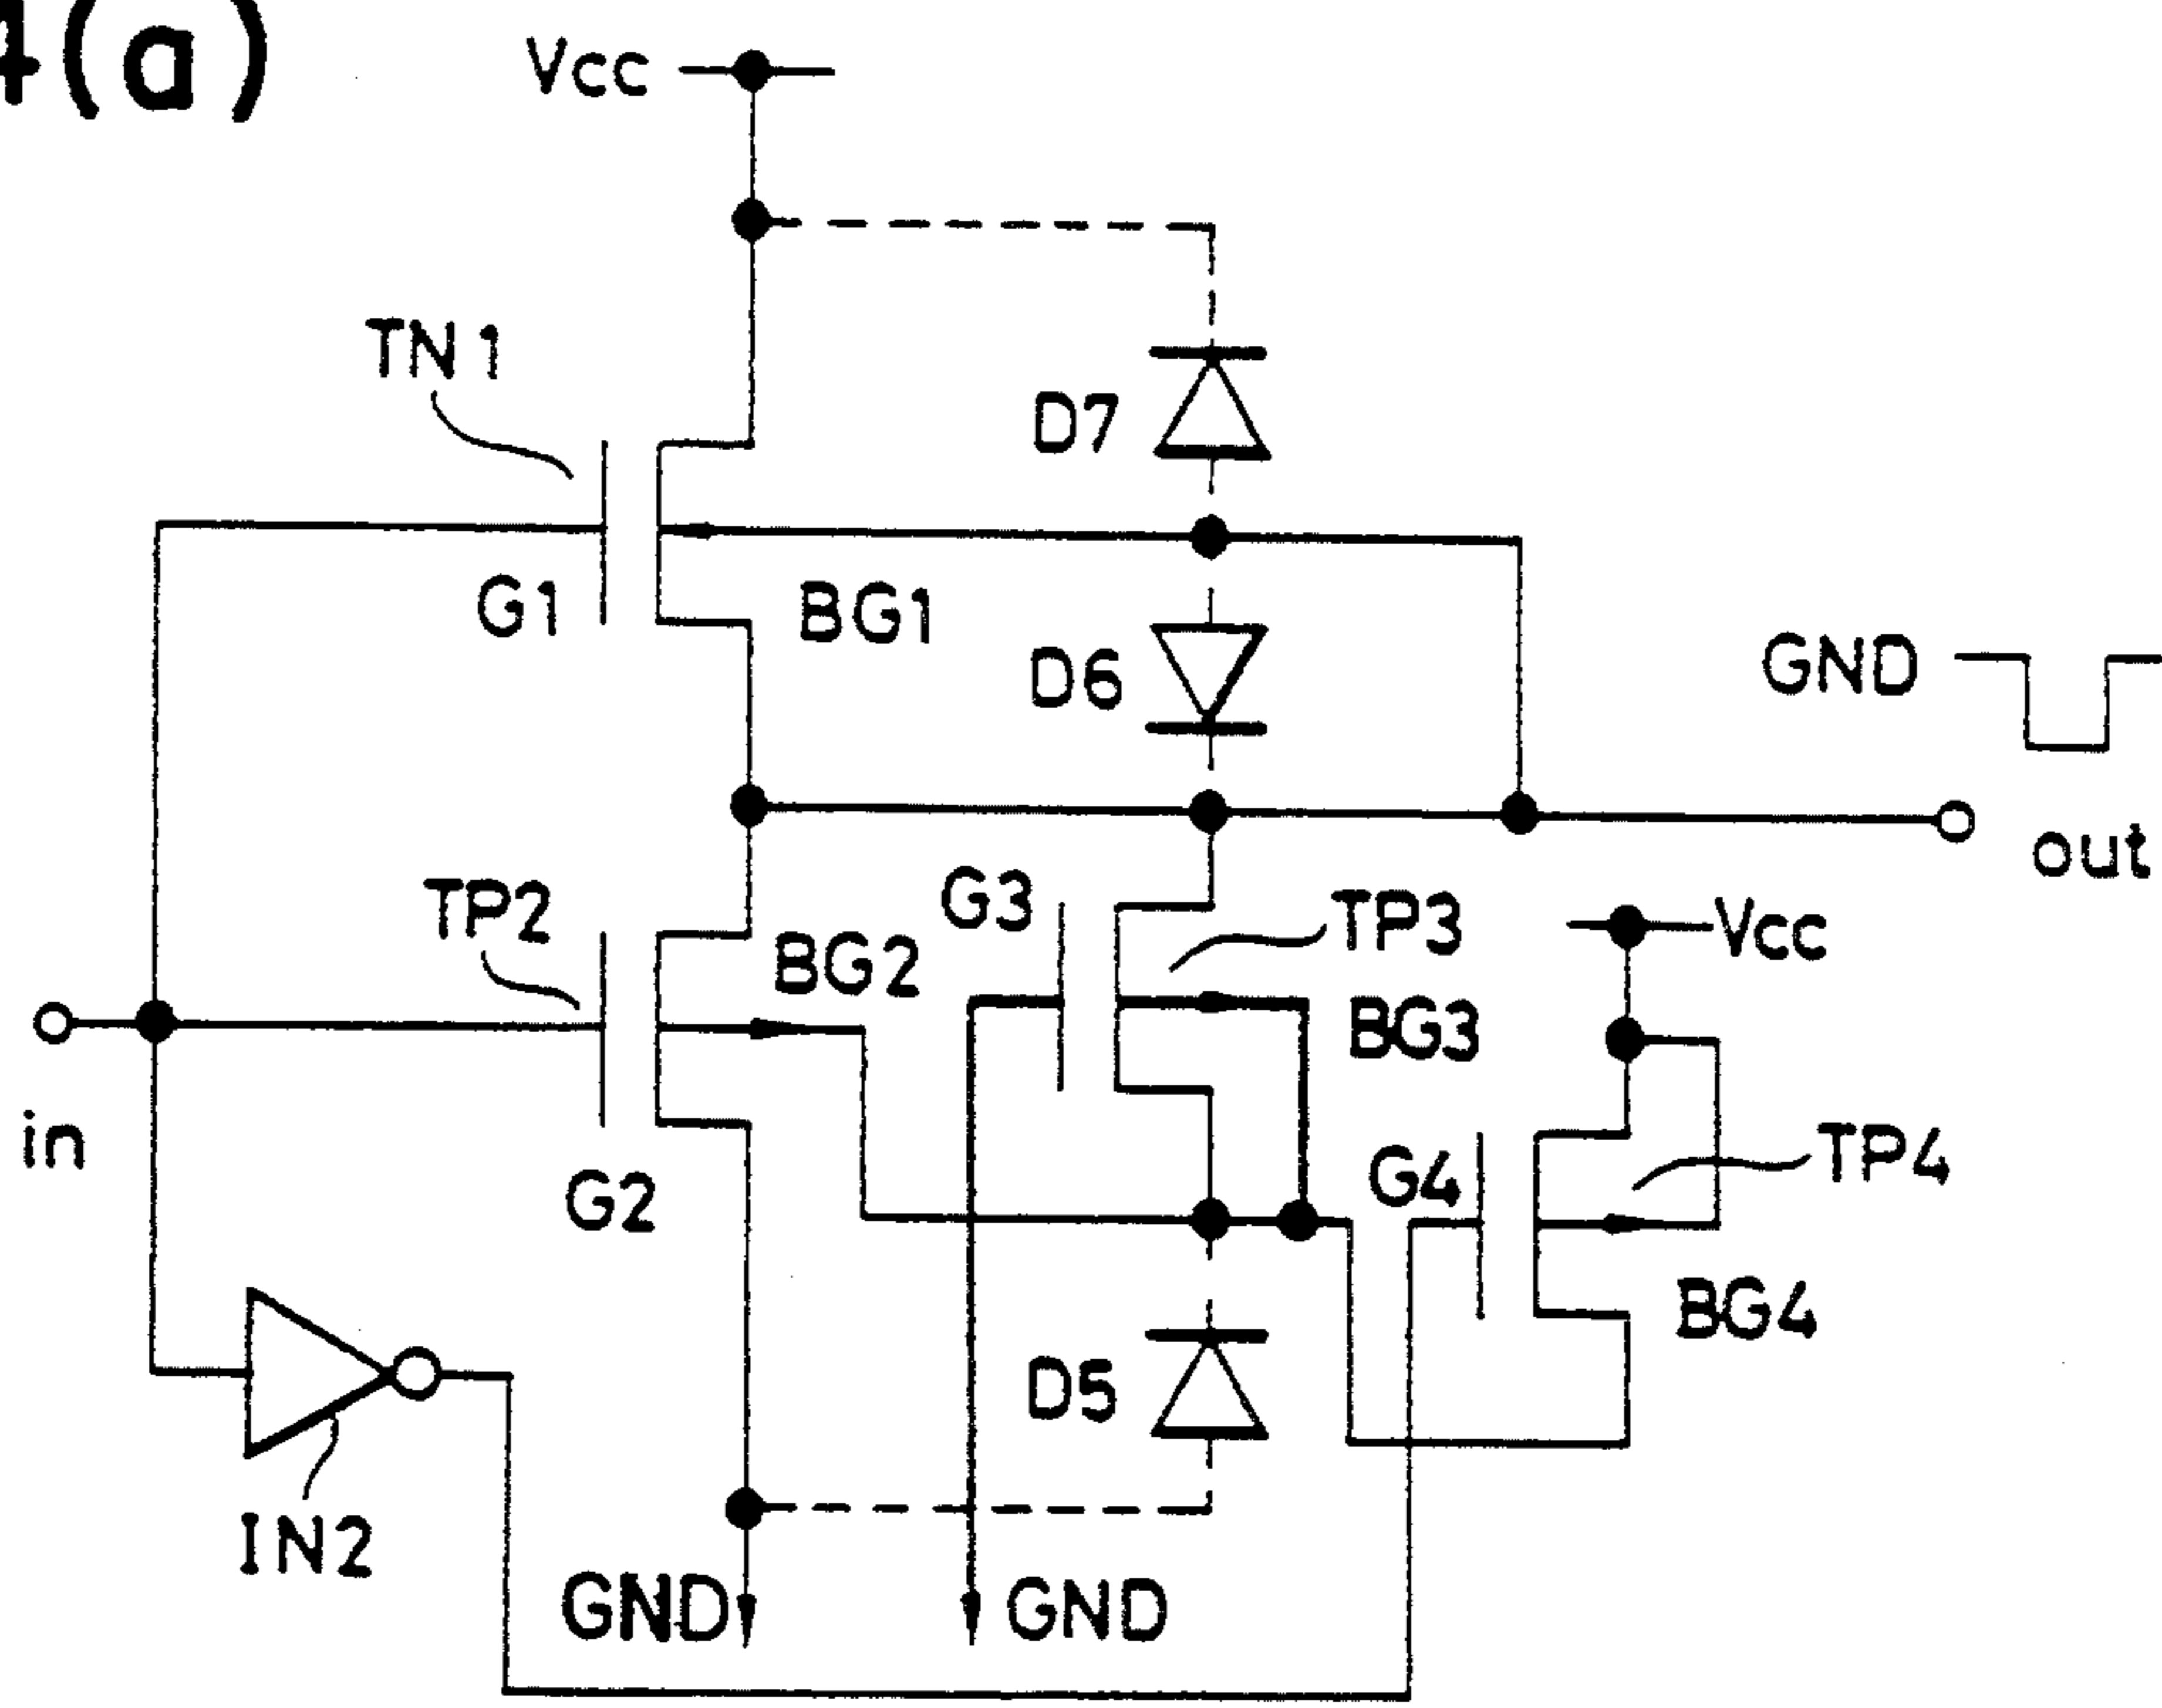 4(a)
Vcc
TN1
D7
G1
BG1
D6
GND
out
TP2
G3
TP3
BG2
Vcc
BG3
in
G2
G4
TP4
BG4
D5
IN2
GND
GND